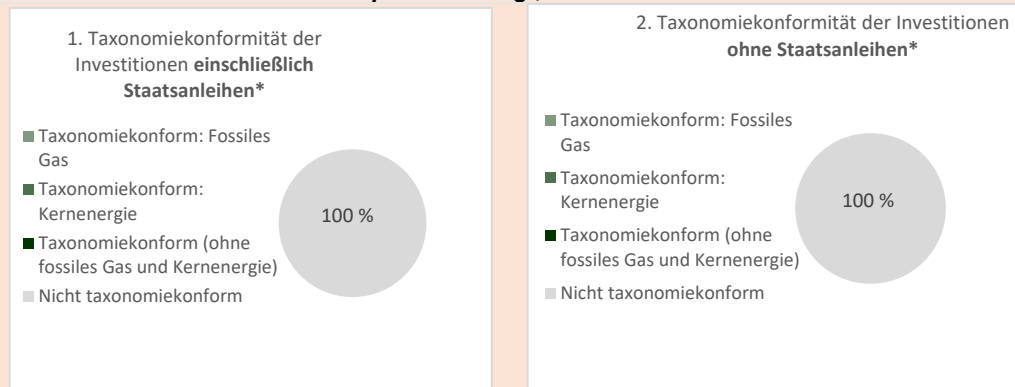 1. Taxonomiekonformität der
Investitionen einschließlich
Staatsanleihen*
Taxonomiekonform: Fossiles
Gas
Taxonomiekonform:
Kernenergie
Taxonomiekonform (ohne
fossiles Gas und Kernenergie)
Nicht taxonomiekonform
100 %
2. Taxonomiekonformität der Investitionen
ohne Staatsanleihen*
Taxonomiekonform: Fossiles
Gas
Taxonomiekonform:
Kernenergie
Taxonomiekonform (ohne
fossiles Gas und Kernenergie)
Nicht taxonomiekonform
100 %